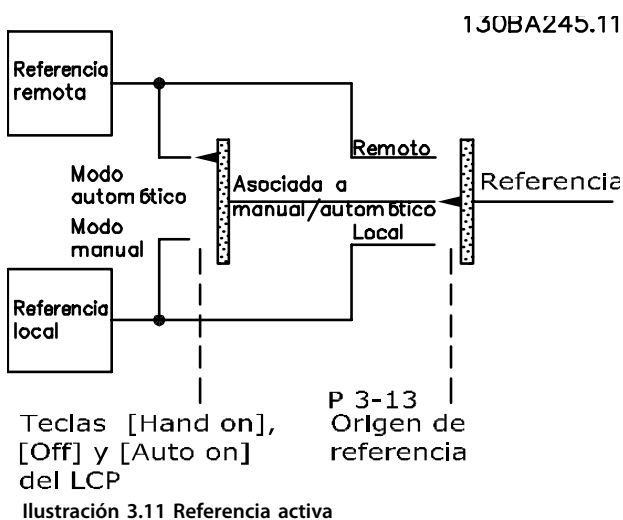 130BA245.11
Referencia
remota
Remoto
Modo
automático
Asociada a
manual/automático
Referencia
Modo
manual
Local
Referencia
local
P 3-13
Origen de
referencia
Teclas [Hand on],
[Off] y [Auto on]
del LCP
Ilustración 3.11 Referencia activa